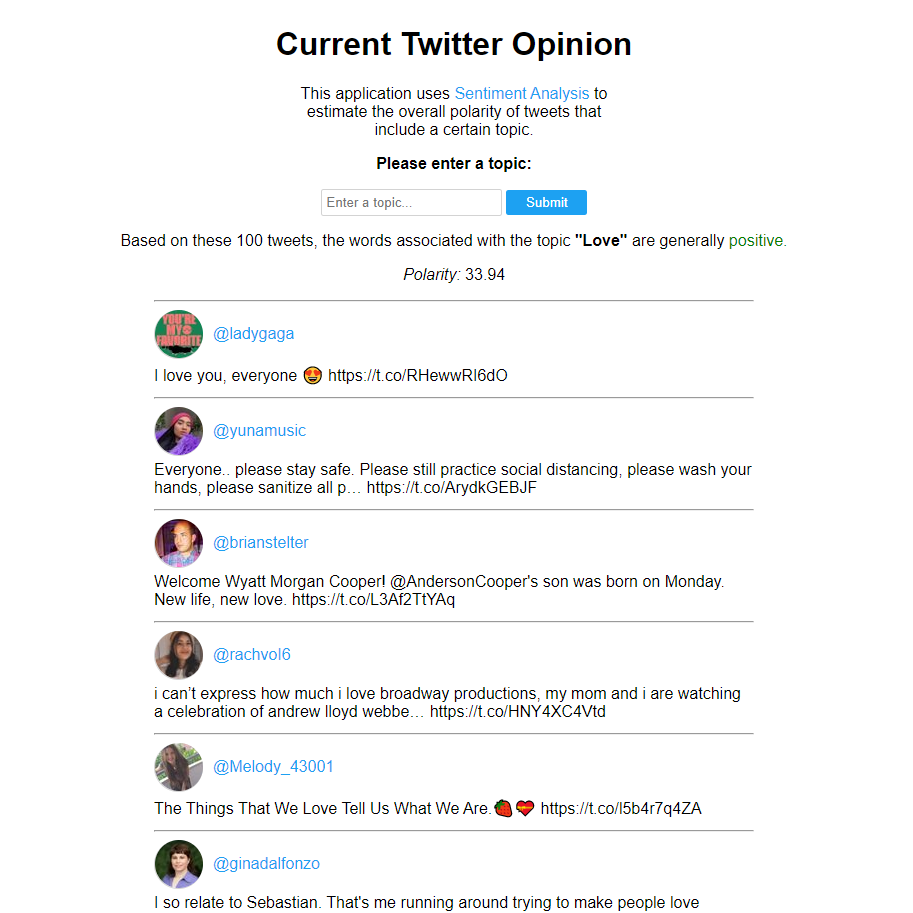 Current Twitter Opinion
This application uses Sentiment Analysis to
estimate the overall polarity of tweets that
include a certain topic.
Please enter a topic:
Enter a topic... Submit
Based on these 100 tweets, the words associated with the topic "Love" are generally positive.
Polarity: 33.94
YOU'RE
MY
FAVORITE
@ladygaga
I love you, everyone 😍 https://t.co/RHewwRI6dO
@yunamusic
Everyone.. please stay safe. Please still practice social distancing, please wash your
hands, please sanitize all p… https://t.co/ArydkGEBJF
@brianstelter
Welcome Wyatt Morgan Cooper! @AndersonCooper's son was born on Monday.
New life, new love. https://t.co/L3Af2TtYAq
@rachvol6
i can’t express how much i love broadway productions, my mom and i are watching
a celebration of andrew lloyd webbe… https://t.co/HNY4XC4Vtd
@Melody_43001
The Things That We Love Tell Us What We Are.🍓💝 https://t.co/l5b4r7q4ZA
@ginadalfonzo
I so relate to Sebastian. That's me running around trying to make people love